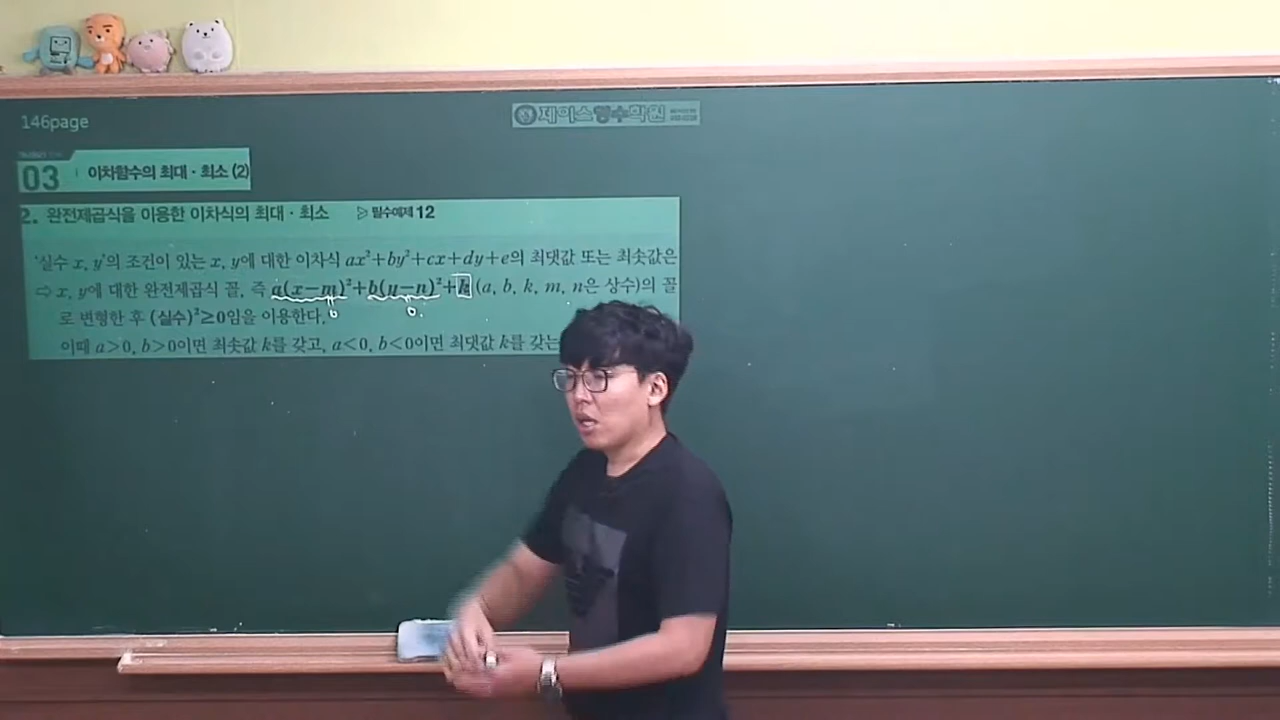 146page
제이스영수학원
03 이차함수의 최대·최소 (2)
2. 완전제곱식을 이용한 이차식의 최대·최소 ▷ 필수예제 12
'실수 x, y'의 조건이 있는 x, y에 대한 이차식 ax²+by²+cx+dy+e의 최댓값 또는 최솟값은
⇨ x, y에 대한 완전제곱식 꼴, 즉 a(x-m)²+b(y-n)²+k (a, b, k, m, n은 상수)의 꼴
0 0
로 변형한 후 (실수)²≥0임을 이용한다.
이때 a>0, b>0이면 최솟값 k를 갖고, a<0, b<0이면 최댓값 k를 갖는